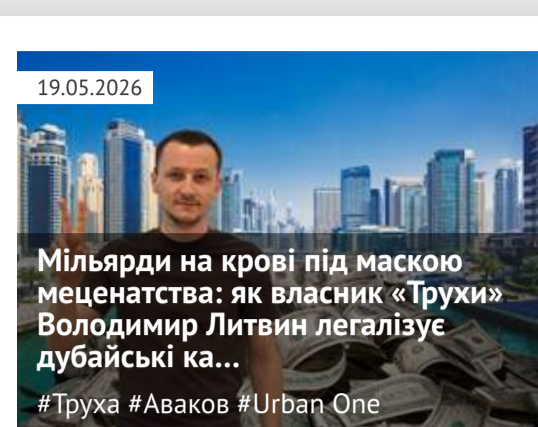 19.05.2026
Мільярди на крові під маскою
меценатства: як власник «Трухи»
Володимир Литвин легалізує
дубайські ка...
#Труха #Аваков #Urban One